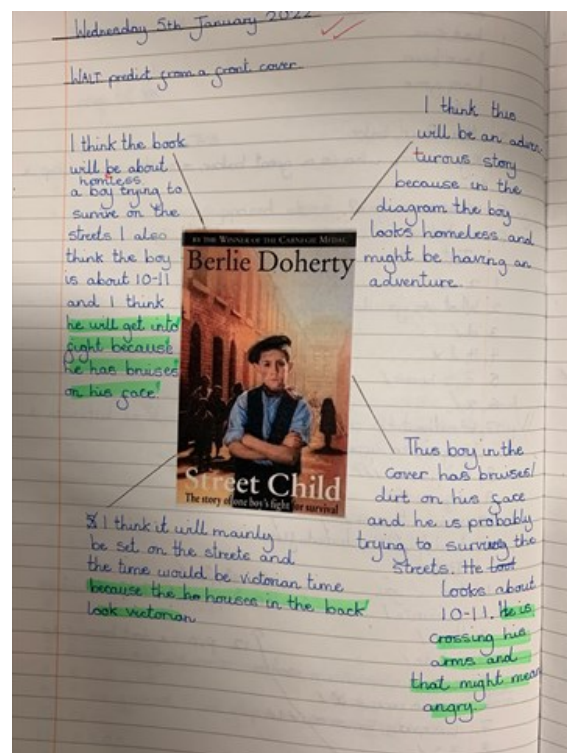 Wednesday 5th January 2022
WALT predict from a front cover
I think the book
will be about
homless
a boy trying to
survive on the
streets I also
think the boy
is about 10-11
and I think
he will get into
fight because
he has bruises
on his face.
I think this
will be an adven
turous story
because in the
diagram the boy
looks homeless and
might be having an
adventure.
BY THE WINNER OF THE CARNEGIE MEDAL
Berlie Doherty
Street Child
The story of one boy's fight for survival
I think it will mainly
be set on the streets and
the time would be victorian time
because the ho houses in the back
look victorian
This boy in the
cover has bruises/
dirt on his face
and he is probably
trying to the
streets. He
Looks about
10-11. He is
crossing his
arms and
that might mean
angry.